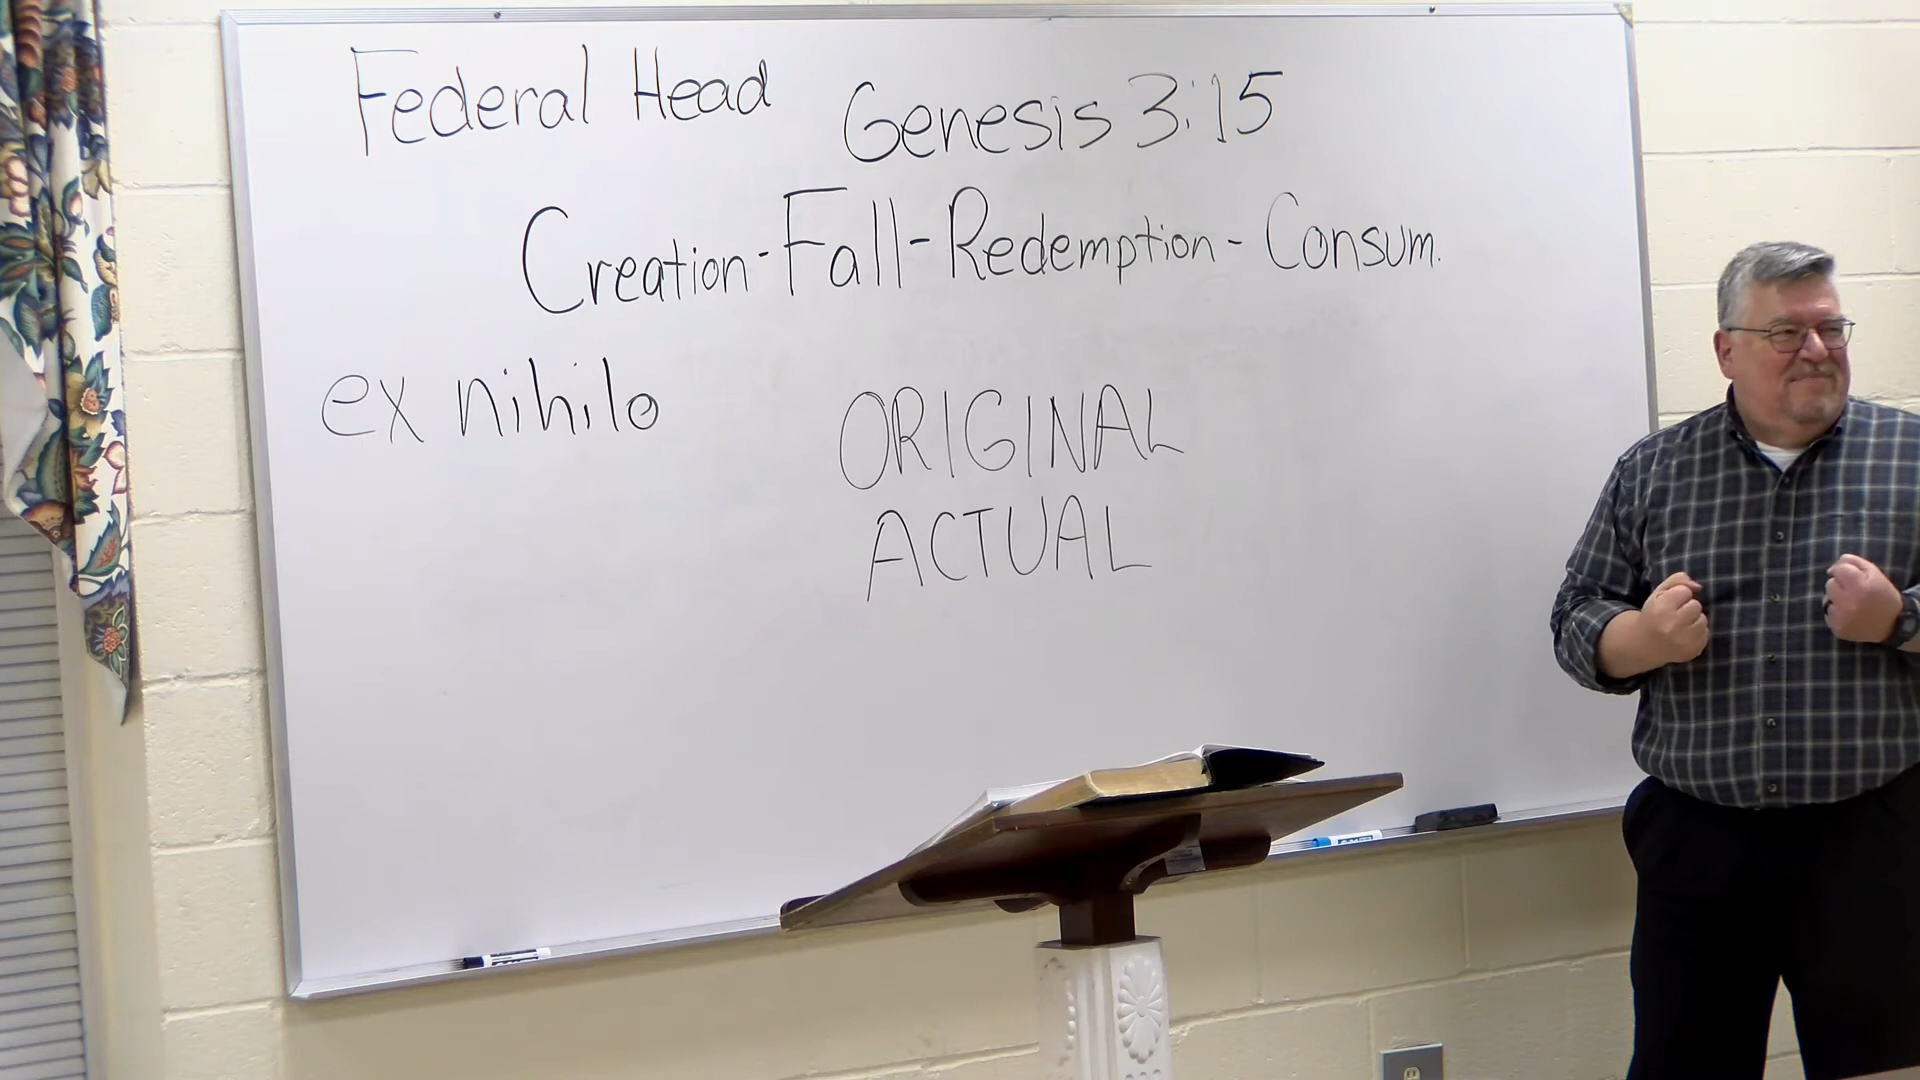 Federal Head Genesis 3:15
Creation-Fall-Redemption-Consum.
ex nihilo
ORIGINAL
ACTUAL